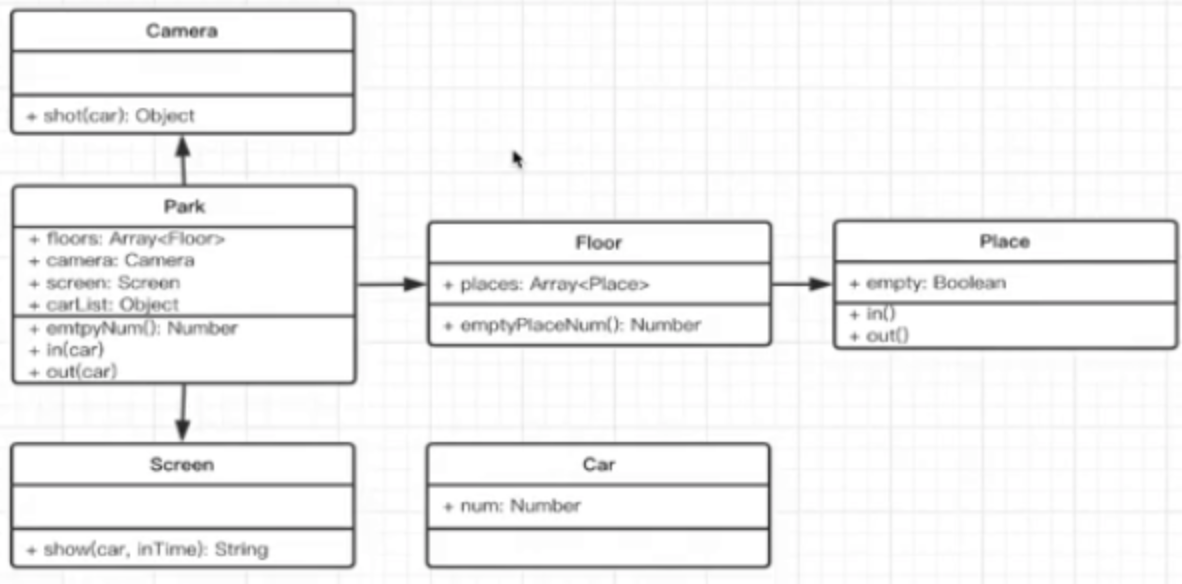 Camera
+ shot(car): Object
Park
+ floors: Array<Floor>
+ camera: Camera
+ screen: Screen
+ carList: Object
+ emtpyNum(): Number
+ in(car)
+ out(car)
Floor
+ places: Array<Place>
+ emptyPlaceNum(): Number
Place
+ empty: Boolean
+ in()
+ out()
Screen
+ show(car, inTime): String
Car
+ num: Number